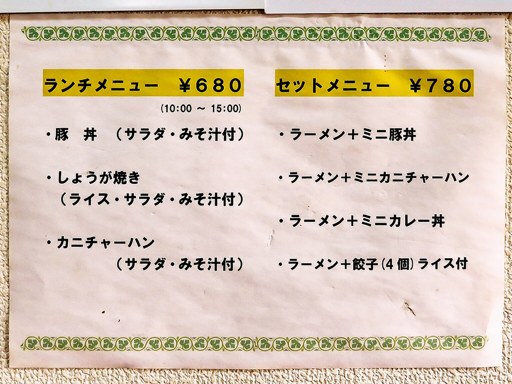 ランチメニュー　￥６８０
(10:00 ～ 15:00)
・豚　丼　（サラダ・みそ汁付）
・しょうが焼き
（ライス・サラダ・みそ汁付）
・カニチャーハン
（サラダ・みそ汁付）
セットメニュー　￥７８０
・ラーメン＋ミニ豚丼
・ラーメン＋ミニカニチャーハン
・ラーメン＋ミニカレー丼
・ラーメン＋餃子(４個)ライス付